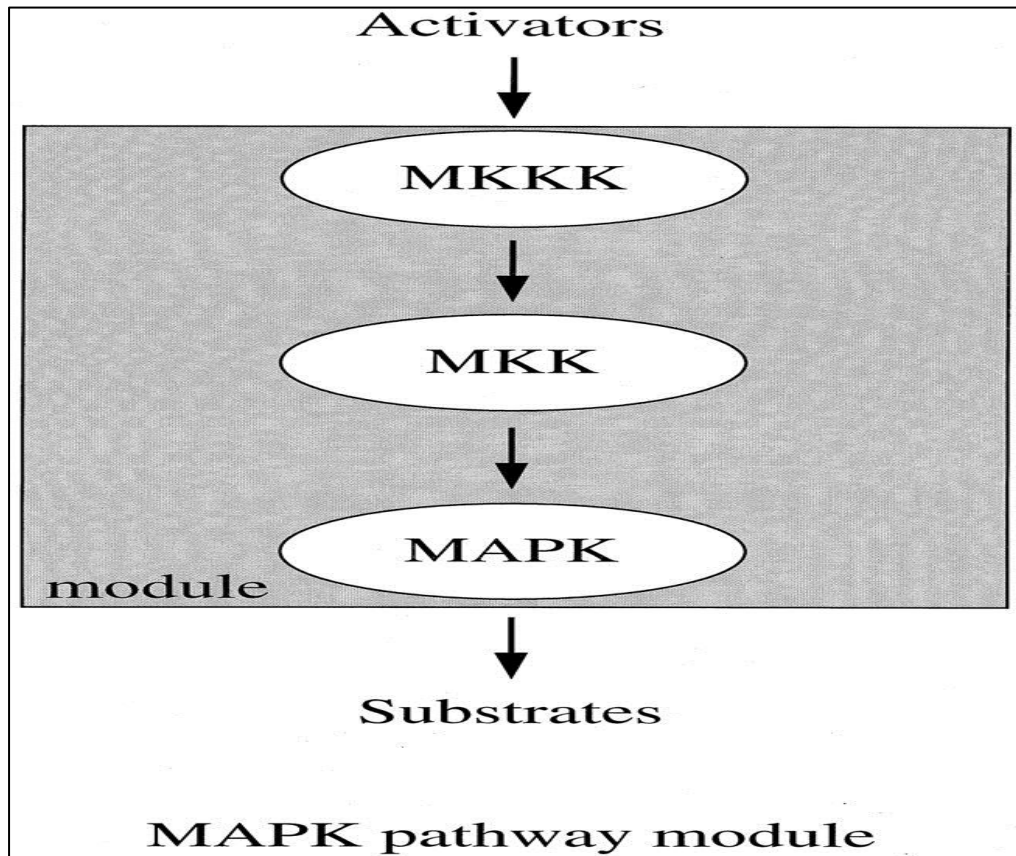 Activators
MKKK
MKK
MAPK
module
Substrates
MAPK pathway module